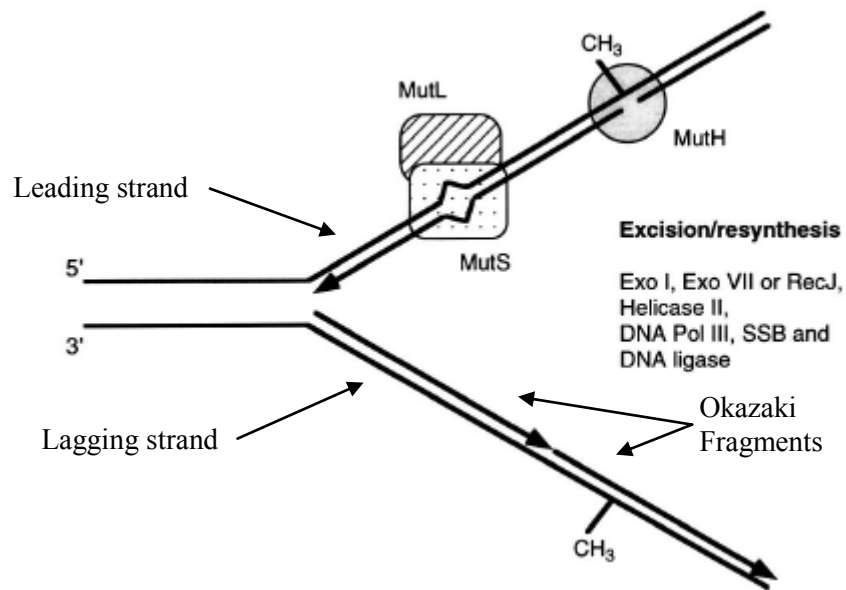 CH3
MutL
MutH
Leading strand
MutS
Excision/resynthesis
5'
Exo I, Exo VII or RecJ,
Helicase II,
DNA Pol III, SSB and
DNA ligase
3'
Okazaki
Fragments
Lagging strand
CH3